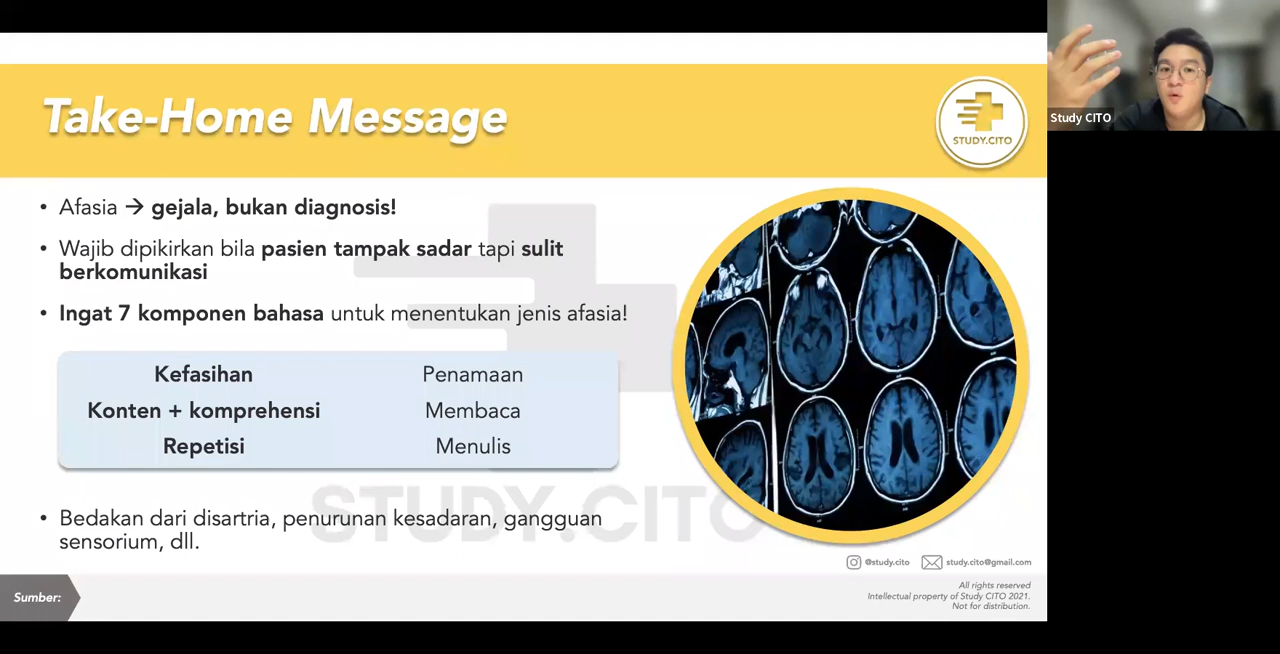 Take-Home Message
STUDY.CITO
Study CITO
• Afasia → gejala, bukan diagnosis!
• Wajib dipikirkan bila pasien tampak sadar tapi sulit
berkomunikasi
• Ingat 7 komponen bahasa untuk menentukan jenis afasia!
Kefasihan Penamaan
Konten + komprehensi Membaca
Repetisi Menulis
STUDY.CITO
• Bedakan dari disartria, penurunan kesadaran, gangguan
sensorium, dll.
@study.cito study.cito@gmail.com
Sumber:
All rights reserved
Intellectual property of Study CITO 2021.
Not for distribution.